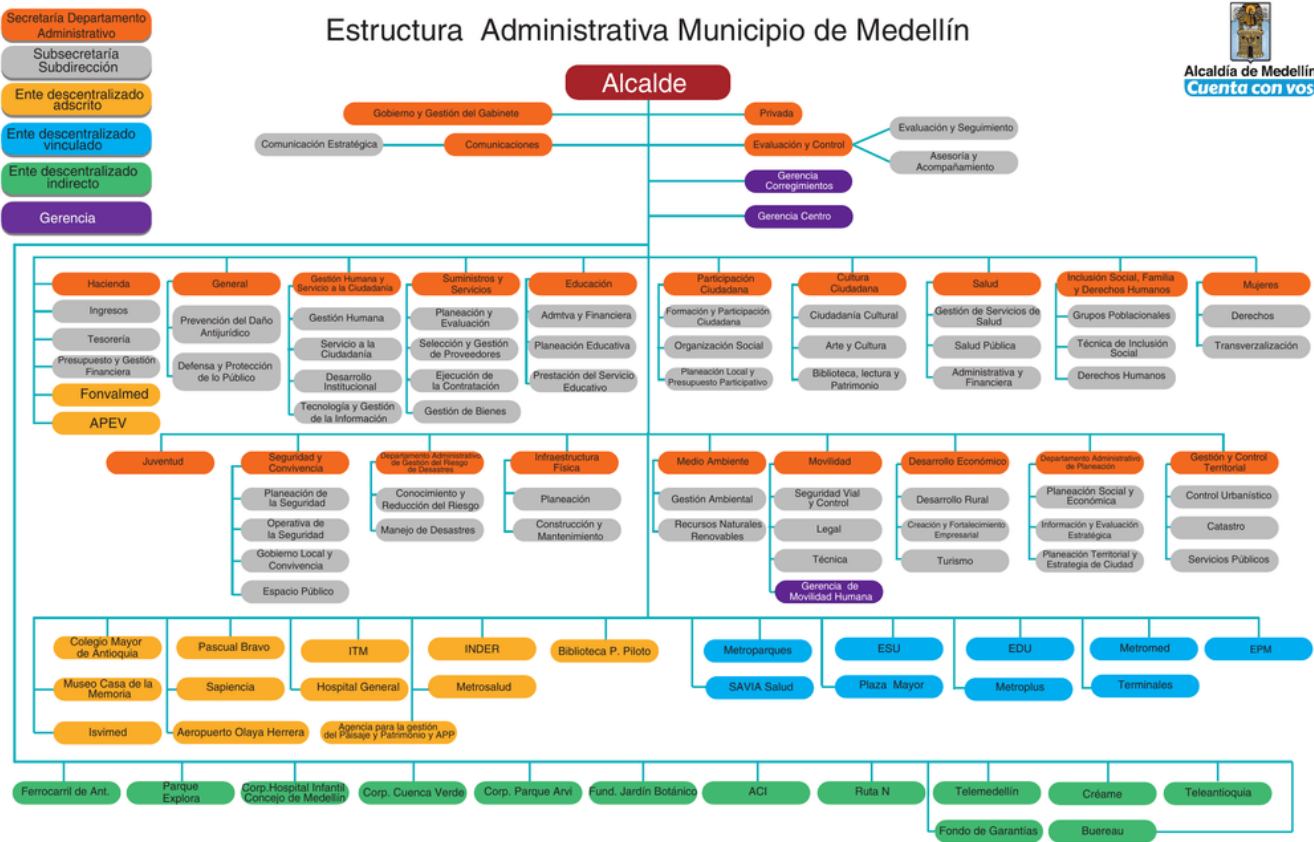 Secretaría Departamento
Administrativo
Subsecretaría
Subdirección
Ente descentralizado
adscrito
Ente descentralizado
vinculado
Ente descentralizado
indirecto
Gerencia
Estructura Administrativa Municipio de Medellín
Alcaldía de Medellín
Cuenta con vos
Alcalde
Gobierno y Gestión del Gabinete
Privada
Comunicación Estratégica
Comunicaciones
Evaluación y Control
Evaluación y Seguimiento
Asesoría y
Acompañamiento
Gerencia
Corregimientos
Gerencia Centro
Hacienda
Ingresos
Tesorería
Presupuesto y Gestión
Financiera
Fonvalmed
APEV
General
Prevención del Daño
Antijurídico
Defensa y Protección
de lo Público
Gestión Humana y
Servicio a la Ciudadanía
Gestión Humana
Servicio a la
Ciudadanía
Desarrollo
Institucional
Tecnología y Gestión
de la Información
Suministros y
Servicios
Planeación y
Evaluación
Selección y Gestión
de Proveedores
Ejecución de
la Contratación
Gestión de Bienes
Educación
Admtva y Financiera
Planeación Educativa
Prestación del Servicio
Educativo
Participación
Ciudadana
Formación y Participación
Ciudadana
Organización Social
Planeación Local y
Presupuesto Participativo
Cultura
Ciudadana
Ciudadanía Cultural
Arte y Cultura
Biblioteca, lectura y
Patrimonio
Salud
Gestión de Servicios de
Salud
Salud Pública
Administrativa y
Financiera
Inclusión Social, Familia
y Derechos Humanos
Grupos Poblacionales
Técnica de Inclusión
Social
Derechos Humanos
Mujeres
Derechos
Transverzalización
Juventud
Seguridad y
Convivencia
Planeación de
la Seguridad
Operativa de
la Seguridad
Gobierno Local y
Convivencia
Espacio Público
Departamento Administrativo
de Gestión del Riesgo
de Desastres
Conocimiento y
Reducción del Riesgo
Manejo de Desastres
Infraestructura
Física
Planeación
Construcción y
Mantenimiento
Medio Ambiente
Gestión Ambiental
Recursos Naturales
Renovables
Movilidad
Seguridad Vial
y Control
Legal
Técnica
Gerencia de
Movilidad Humana
Desarrollo Económico
Desarrollo Rural
Creación y Fortalecimiento
Empresarial
Turismo
Departamento Administrativo
de Planeación
Planeación Social y
Económica
Información y Evaluación
Estratégica
Planeación Territorial y
Estrategia de Ciudad
Gestión y Control
Territorial
Control Urbanístico
Catastro
Servicios Públicos
Colegio Mayor
de Antioquia
Museo Casa de la
Memoria
Isvimed
Pascual Bravo
Sapiencia
Aeropuerto Olaya Herrera
ITM
Hospital General
Agencia para la gestión
del Paisaje y Patrimonio y APP
INDER
Metrosalud
Biblioteca P. Piloto
Metroparques
SAVIA Salud
ESU
Plaza Mayor
EDU
Metroplus
Metromed
Terminales
EPM
Ferrocarril de Ant.
Parque
Explora
Corp.Hospital Infantil
Concejo de Medellín
Corp. Cuenca Verde
Corp. Parque Arvi
Fund. Jardín Botánico
ACI
Ruta N
Telemedellín
Créame
Teleantioquia
Fondo de Garantías
Buereau